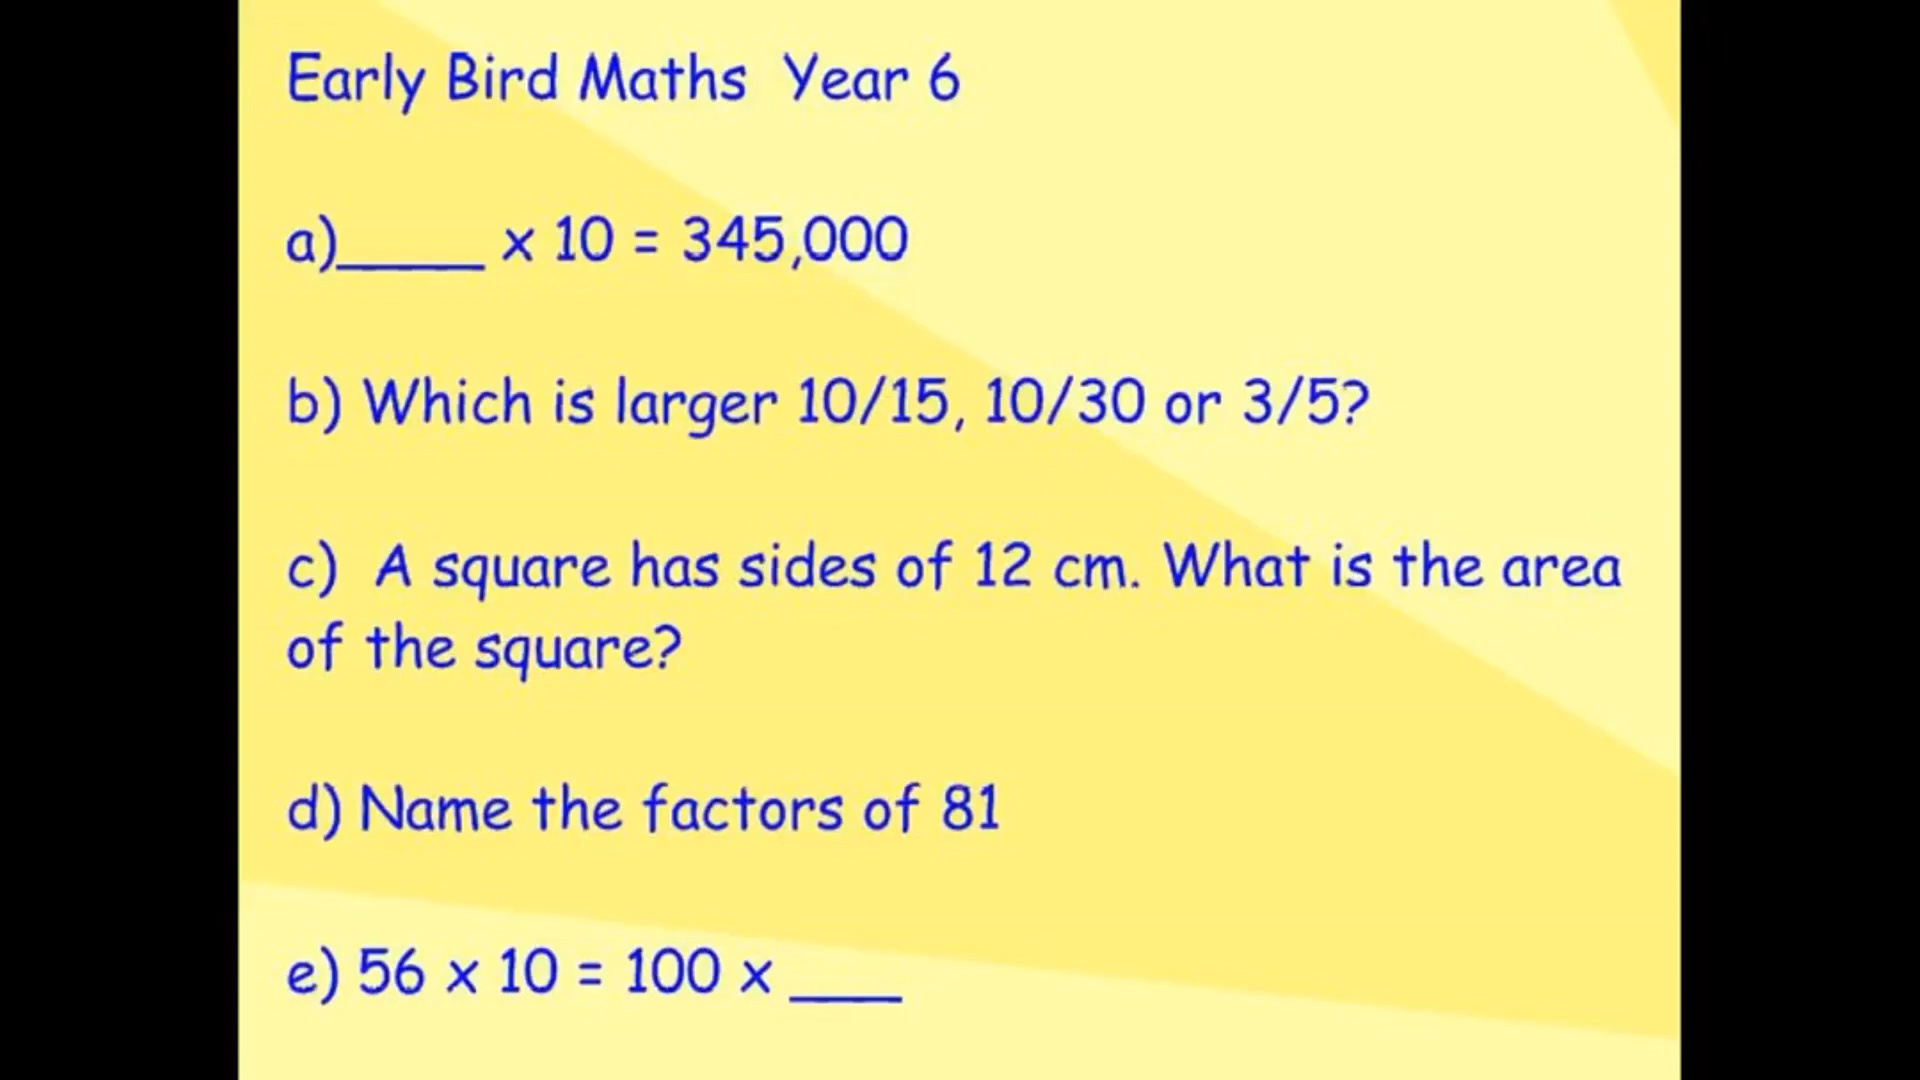 Early Bird Maths Year 6
a)____ x 10 = 345,000
b) Which is larger 10/15, 10/30 or 3/5?
c) A square has sides of 12 cm. What is the area
of the square?
d) Name the factors of 81
e) 56 x 10 = 100 x ___